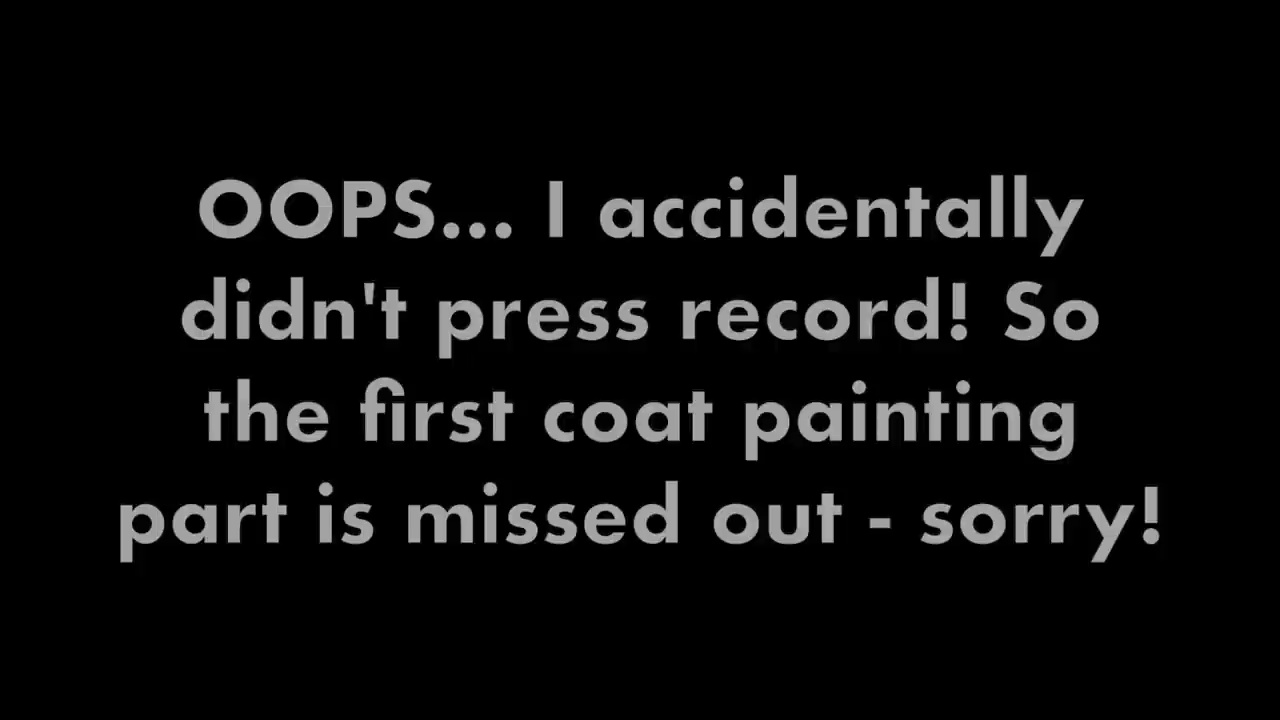 OOPS... I accidentally
didn't press record! So
the first coat painting
part is missed out - sorry!